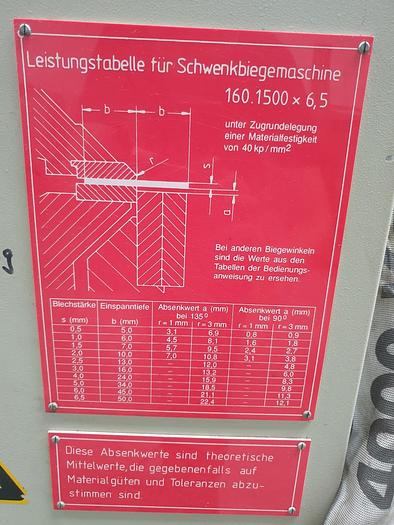 Leistungstabelle für Schwenkbiegemaschine
160.1500 x 6,5
unter Zugrundelegung
einer Materialfestigkeit
von 40 kp/mm²
b b
r
s
a
Bei anderen Biegewinkeln
sind die Werte aus den
Tabellen der Bedienungs-
anweisung zu ersehen.
Blechstärke Einspanntiefe Absenkwert a (mm) Absenkwert a (mm)
bei 135° bei 90°
s (mm) b (mm) r = 1 mm r = 3 mm r = 1 mm r = 3 mm
0,5 5,0 3,1 6,9 0,8 0,9
1,0 6,0 4,5 8,1 1,6 1,8
1,5 7,0 5,7 9,5 2,4 2,7
2,0 10,0 7,0 10,8 3,1 3,8
2,5 13,0 – 12,0 – 4,8
3,0 16,0 – 13,2 – 6,0
4,0 24,0 – 15,9 – 8,3
5,0 34,0 – 18,5 – 9,8
6,0 45,0 – 21,1 – 11,3
6,5 50,0 – 22,4 – 12,1
Diese Absenkwerte sind theoretische
Mittelwerte, die gegebenenfalls auf
Materialgüten und Toleranzen abzu-
stimmen sind.